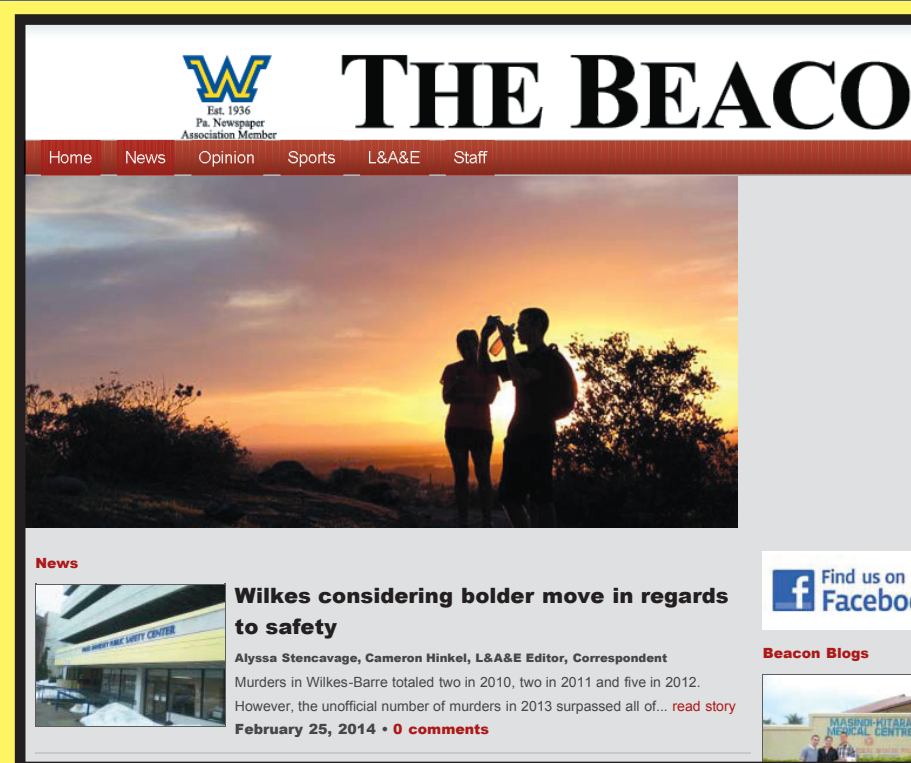 THE BEACO
Est. 1936
Pa. Newspaper
Association Member
Home News Opinion Sports L&A&E Staff
News
Wilkes considering bolder move in regards
to safety
Alyssa Stencavage, Cameron Hinkel, L&A&E Editor, Correspondent
Murders in Wilkes-Barre totaled two in 2010, two in 2011 and five in 2012.
However, the unofficial number of murders in 2013 surpassed all of... read story
February 25, 2014 • 0 comments
PUBLIC SAFETY CENTER
Find us on
Facebo
Beacon Blogs
MASINDI-KITARA
MEDICAL CENTRE